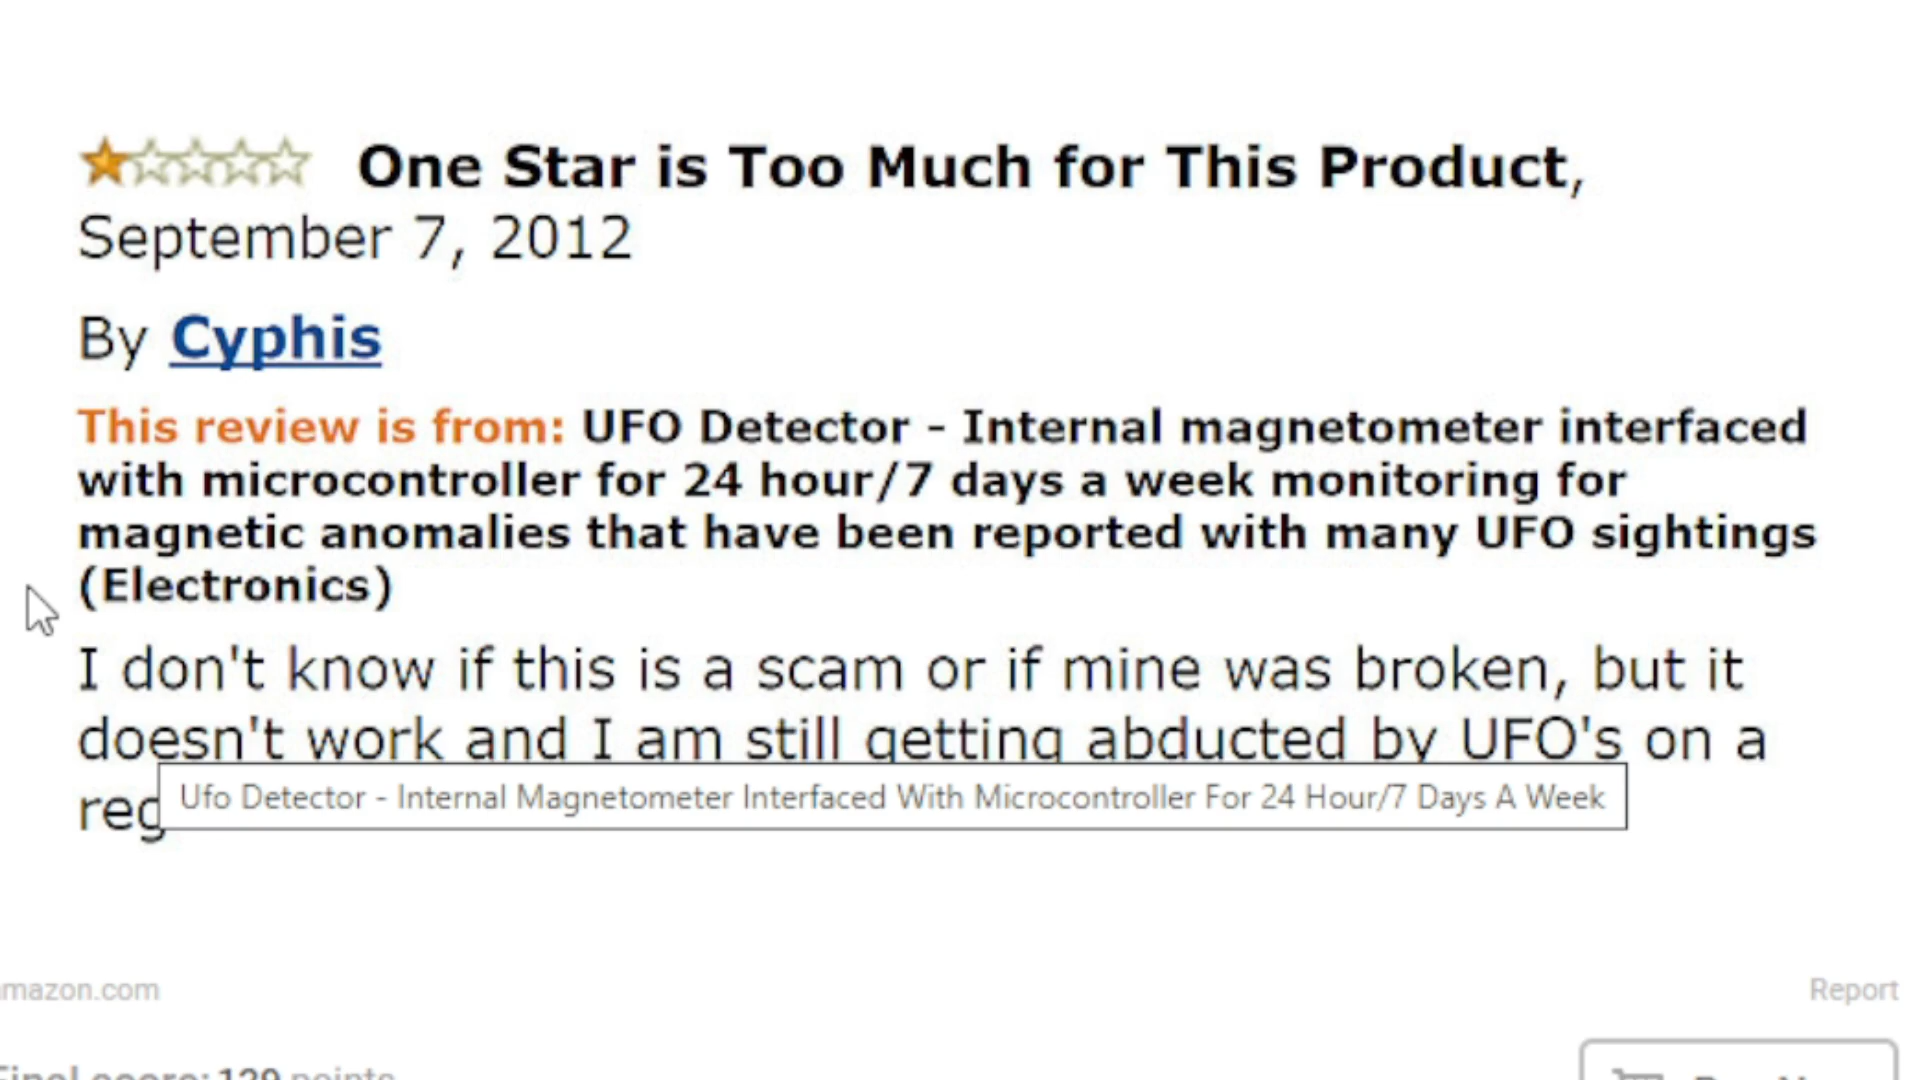 One Star is Too Much for This Product,
September 7, 2012
By Cyphis
This review is from: UFO Detector - Internal magnetometer interfaced
with microcontroller for 24 hour/7 days a week monitoring for
magnetic anomalies that have been reported with many UFO sightings
(Electronics)
I don't know if this is a scam or if mine was broken, but it
doesn't work and I am still getting abducted by UFO's on a
Ufo Detector - Internal Magnetometer Interfaced With Microcontroller For 24 Hour/7 Days A Week
mazon.com
Report
Final score: 129 points